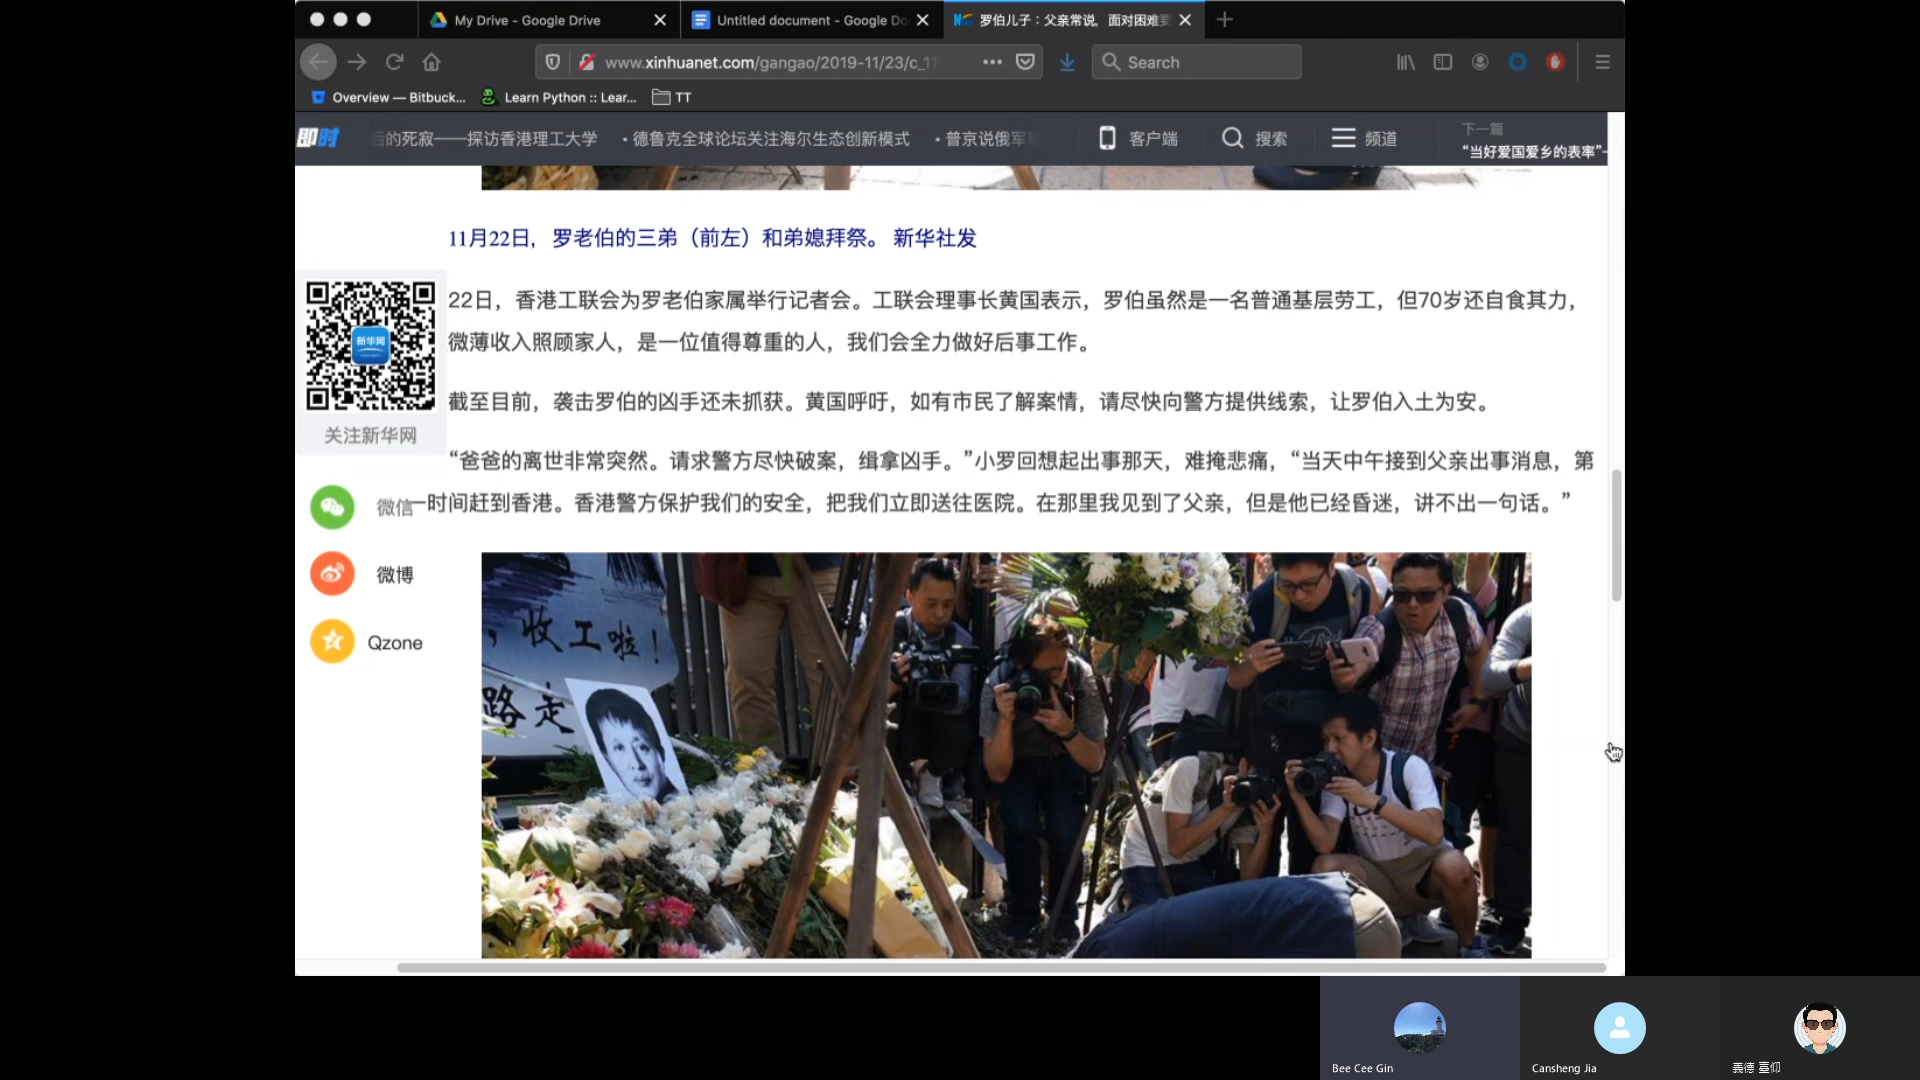 My Drive - Google Drive
Untitled document - Google Do
罗伯儿子：父亲常说，面对困难要
www.xinhuanet.com/gangao/2019-11/23/c_11
Search
Overview — Bitbuck...
Learn Python :: Lear...
TT
即时
后的死寂——探访香港理工大学
·德鲁克全球论坛关注海尔生态创新模式
·普京说俄军
客户端
搜索
频道
下一篇
“当好爱国爱乡的表率”-
11月22日，罗老伯的三弟（前左）和弟媳拜祭。 新华社发
22日，香港工联会为罗老伯家属举行记者会。工联会理事长黄国表示，罗伯虽然是一名普通基层劳工，但70岁还自食其力，
微薄收入照顾家人，是一位值得尊重的人，我们会全力做好后事工作。
截至目前，袭击罗伯的凶手还未抓获。黄国呼吁，如有市民了解案情，请尽快向警方提供线索，让罗伯入土为安。
“爸爸的离世非常突然。请求警方尽快破案，缉拿凶手。”小罗回想起出事那天，难掩悲痛，“当天中午接到父亲出事消息，第
一时间赶到香港。香港警方保护我们的安全，把我们立即送往医院。在那里我见到了父亲，但是他已经昏迷，讲不出一句话。”
新华网
关注新华网
微信
微博
Qzone
，收工啦！
路走
Bee Cee Gin
Cansheng Jia